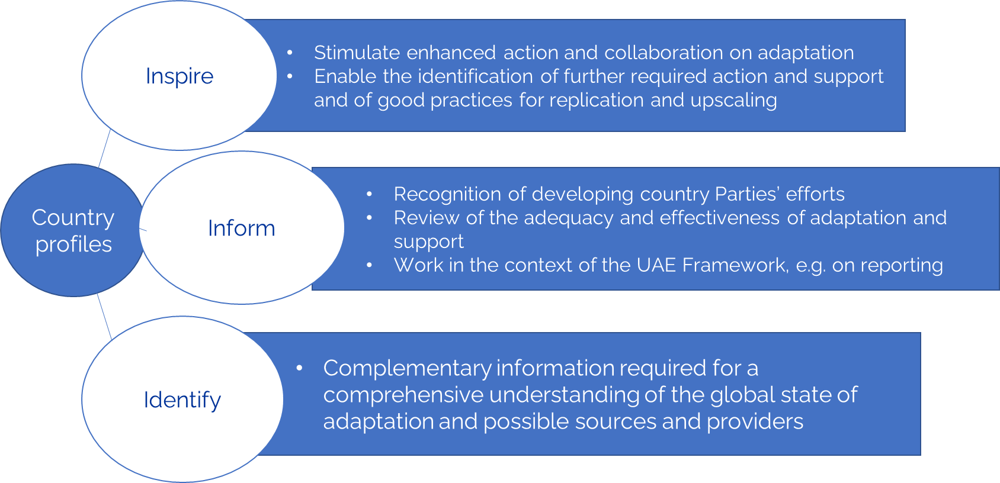 Inspire
• Stimulate enhanced action and collaboration on adaptation
• Enable the identification of further required action and support
and of good practices for replication and upscaling
Country
profiles
Inform
• Recognition of developing country Parties’ efforts
• Review of the adequacy and effectiveness of adaptation and
support
• Work in the context of the UAE Framework, e.g. on reporting
Identify
• Complementary information required for a
comprehensive understanding of the global state of
adaptation and possible sources and providers